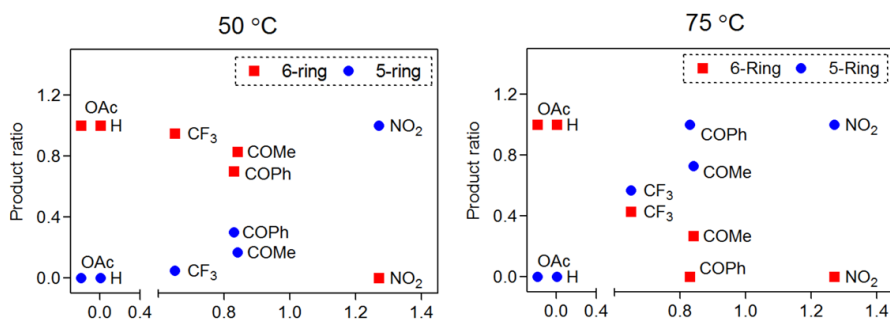 50 °C
6-ring 5-ring
Product ratio
1.2
0.8
0.4
0.0
OAc
H
CF3
COMe
COPh
NO2
COPh
COMe
CF3
OAc
H
NO2
0.0 0.4 0.8 1.0 1.2 1.4
75 °C
6-Ring 5-Ring
Product ratio
1.2
0.8
0.4
0.0
OAc
H
COPh
NO2
COMe
CF3
CF3
COMe
OAc
H
COPh
NO2
0.0 0.4 0.8 1.0 1.2 1.4